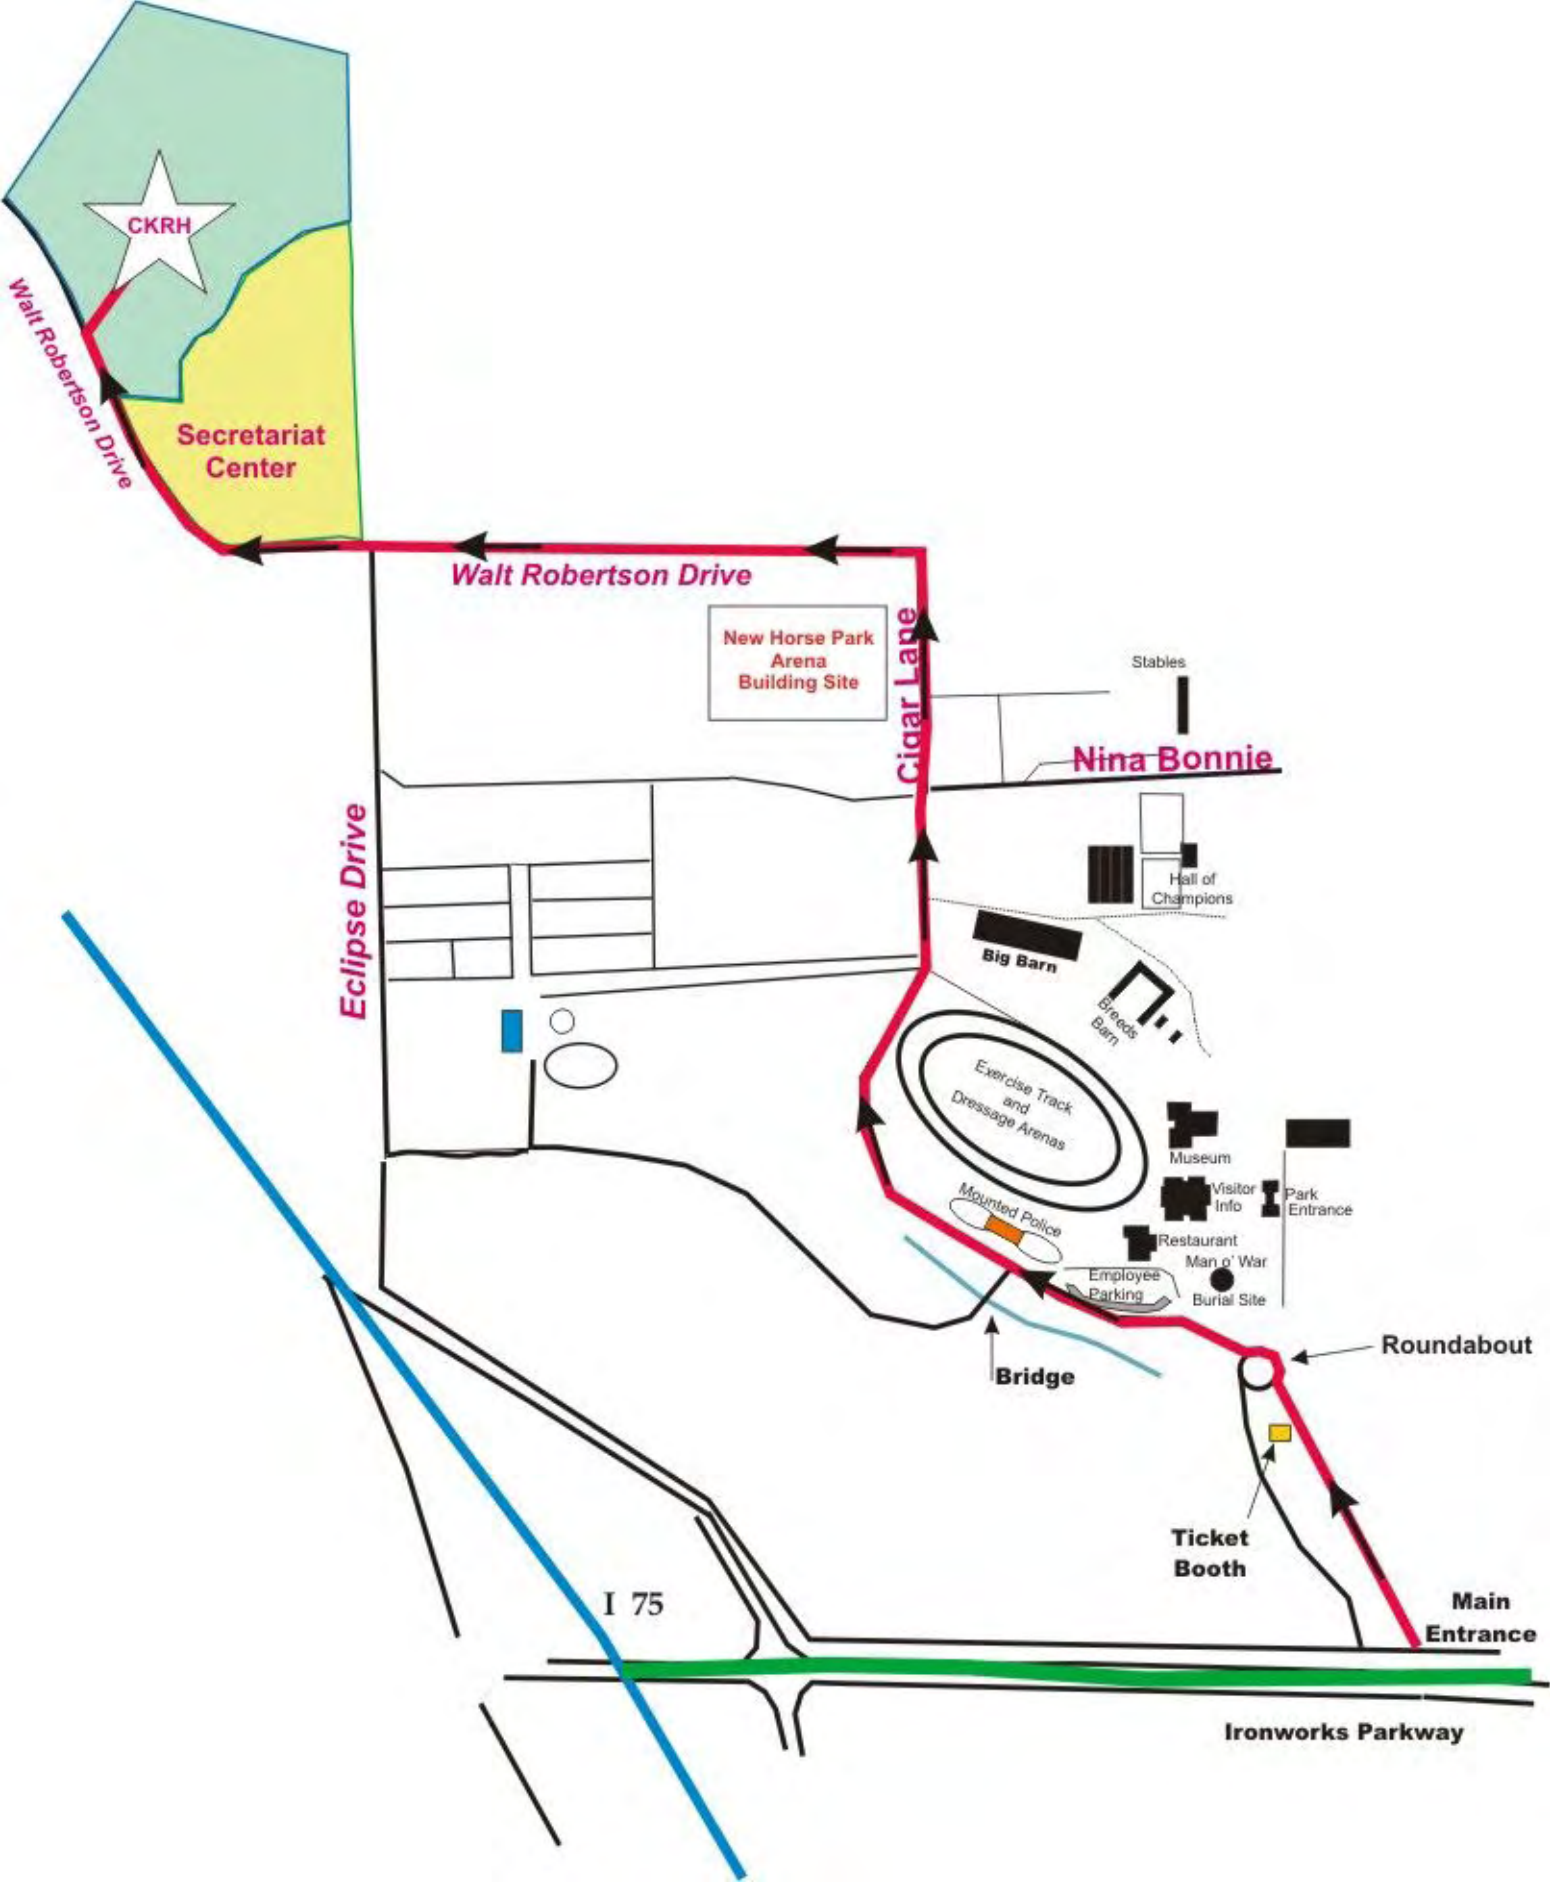 CKRH
Walt Robertson Drive
Secretariat
Center
Walt Robertson Drive
New Horse Park
Arena
Building Site
Cigar Lane
Stables
Nina Bonnie
Eclipse Drive
Hall of
Champions
Big Barn
Breeds
Barn
Exercise Track
and
Dressage Arenas
Museum
Visitor
Info
Park
Entrance
Mounted Police
Restaurant
Man o' War
Burial Site
Employee
Parking
Roundabout
Bridge
Ticket
Booth
I 75
Main
Entrance
Ironworks Parkway